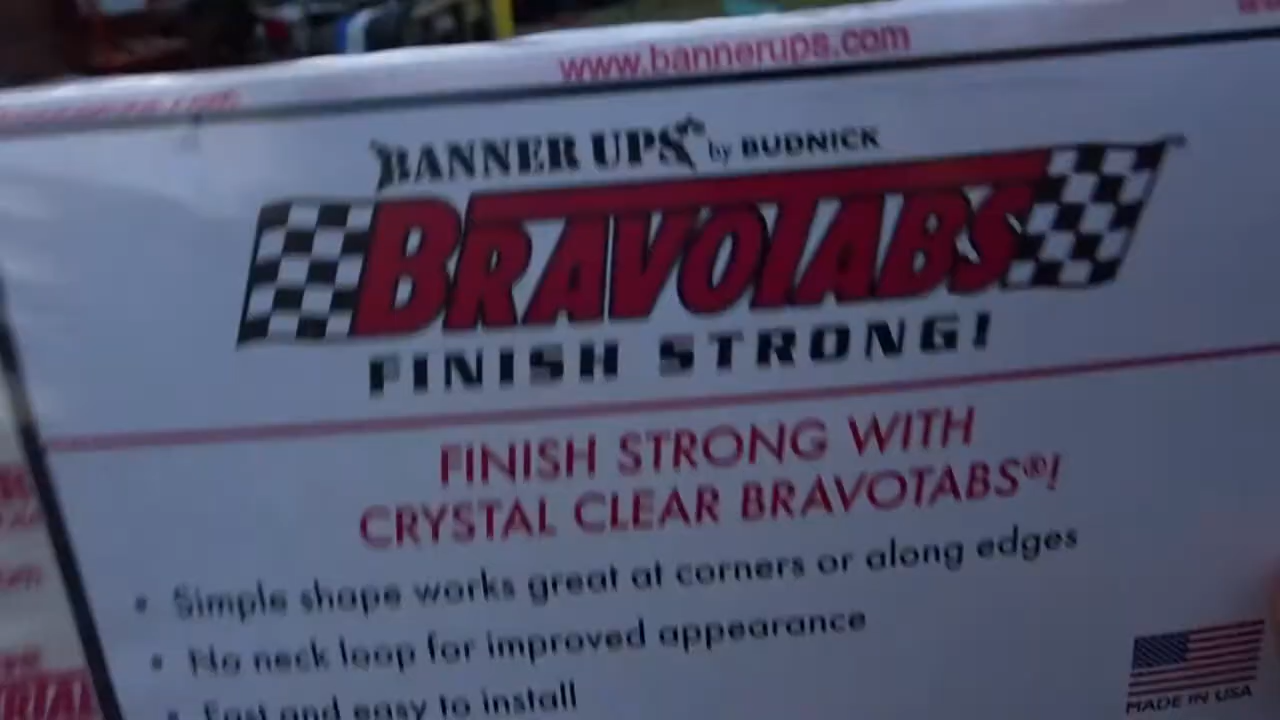 www.bannerups.com
BANNER UPS by BUDNICK
BRAVOTABS
FINISH STRONG!
FINISH STRONG WITH
CRYSTAL CLEAR BRAVOTABS®!
• Simple shape works great at corners or along edges
• No neck loop for improved appearance
• Fast and easy to install
MADE IN USA